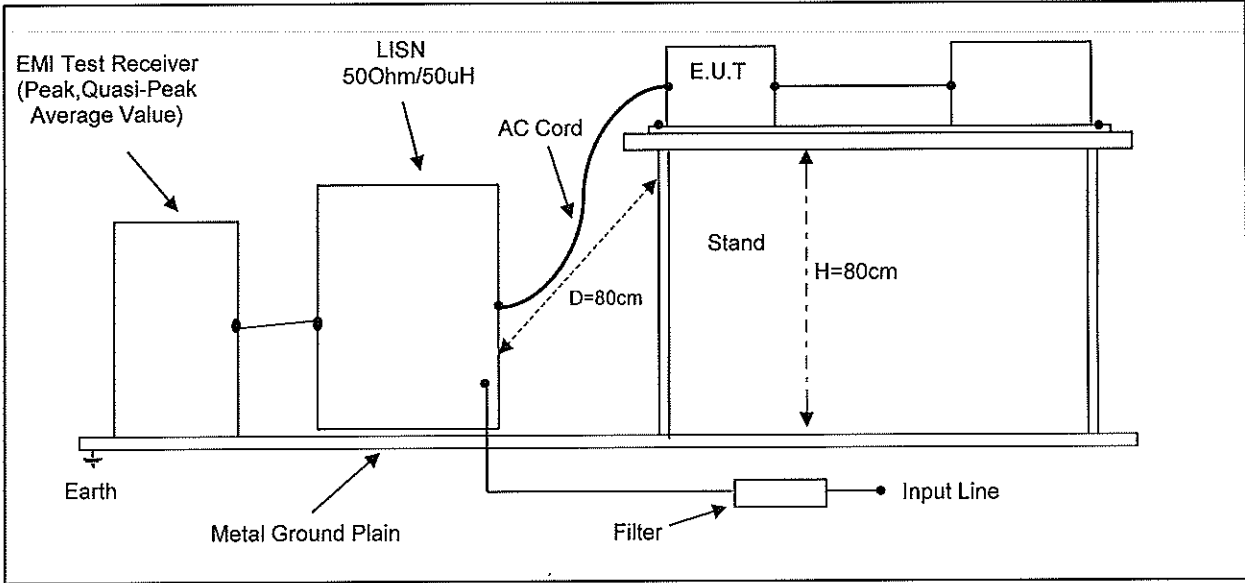 EMI Test Receiver
(Peak,Quasi-Peak
Average Value)
LISN
50Ohm/50uH
AC Cord
E.U.T
Stand
D=80cm
H=80cm
Earth
Metal Ground Plain
Filter
Input Line